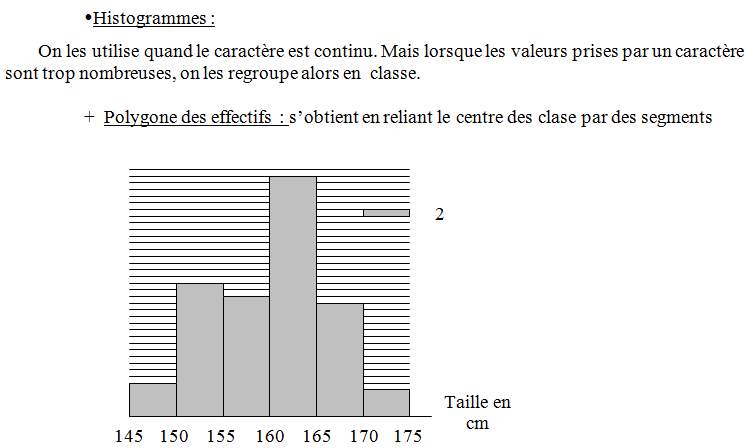 •Histogrammes :
On les utilise quand le caractère est continu. Mais lorsque les valeurs prises par un caractère
sont trop nombreuses, on les regroupe alors en classe.
+ Polygone des effectifs : s’obtient en reliant le centre des clase par des segments
2
Taille en
cm
145 150 155 160 165 170 175